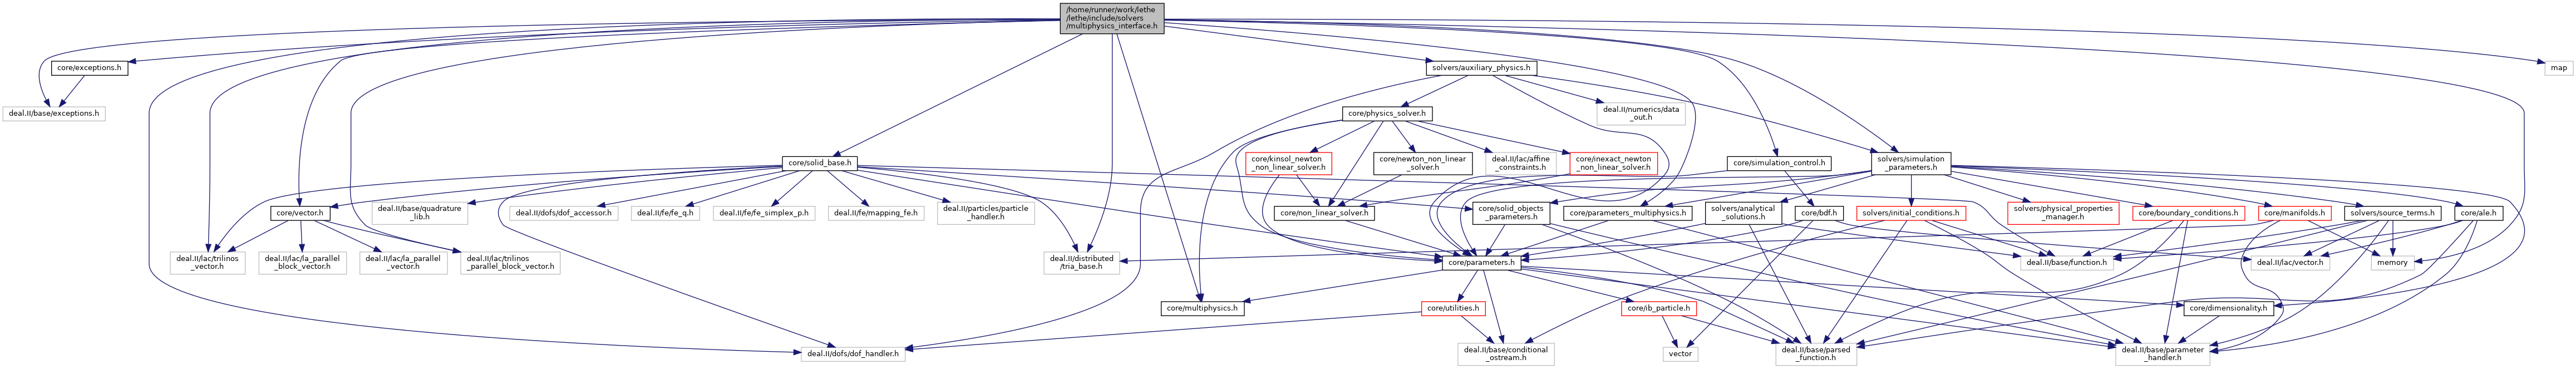 /home/runner/work/lethe
/lethe/include/solvers
/multiphysics_interface.h
core/exceptions.h
solvers/auxiliary_physics.h
map
deal.II/base/exceptions.h
core/physics_solver.h
deal.II/numerics/data
_out.h
core/solid_base.h
core/kinsol_newton
_non_linear_solver.h
core/newton_non_linear
_solver.h
deal.II/lac/affine
_constraints.h
core/inexact_newton
_non_linear_solver.h
core/simulation_control.h
solvers/simulation
_parameters.h
core/vector.h
deal.II/base/quadrature
_lib.h
deal.II/dofs/dof_accessor.h
deal.II/fe/fe_q.h
deal.II/fe/fe_simplex_p.h
deal.II/fe/mapping_fe.h
deal.II/particles/particle
_handler.h
core/non_linear_solver.h
core/solid_objects
_parameters.h
core/parameters_multiphysics.h
solvers/analytical
_solutions.h
core/bdf.h
solvers/initial_conditions.h
solvers/physical_properties
_manager.h
core/boundary_conditions.h
core/manifolds.h
solvers/source_terms.h
core/ale.h
deal.II/lac/trilinos
_vector.h
deal.II/lac/la_parallel
_block_vector.h
deal.II/lac/la_parallel
_vector.h
deal.II/lac/trilinos
_parallel_block_vector.h
deal.II/distributed
/tria_base.h
core/parameters.h
deal.II/base/function.h
deal.II/lac/vector.h
memory
core/multiphysics.h
core/utilities.h
core/ib_particle.h
core/dimensionality.h
deal.II/dofs/dof_handler.h
deal.II/base/conditional
_ostream.h
vector
deal.II/base/parsed
_function.h
deal.II/base/parameter
_handler.h